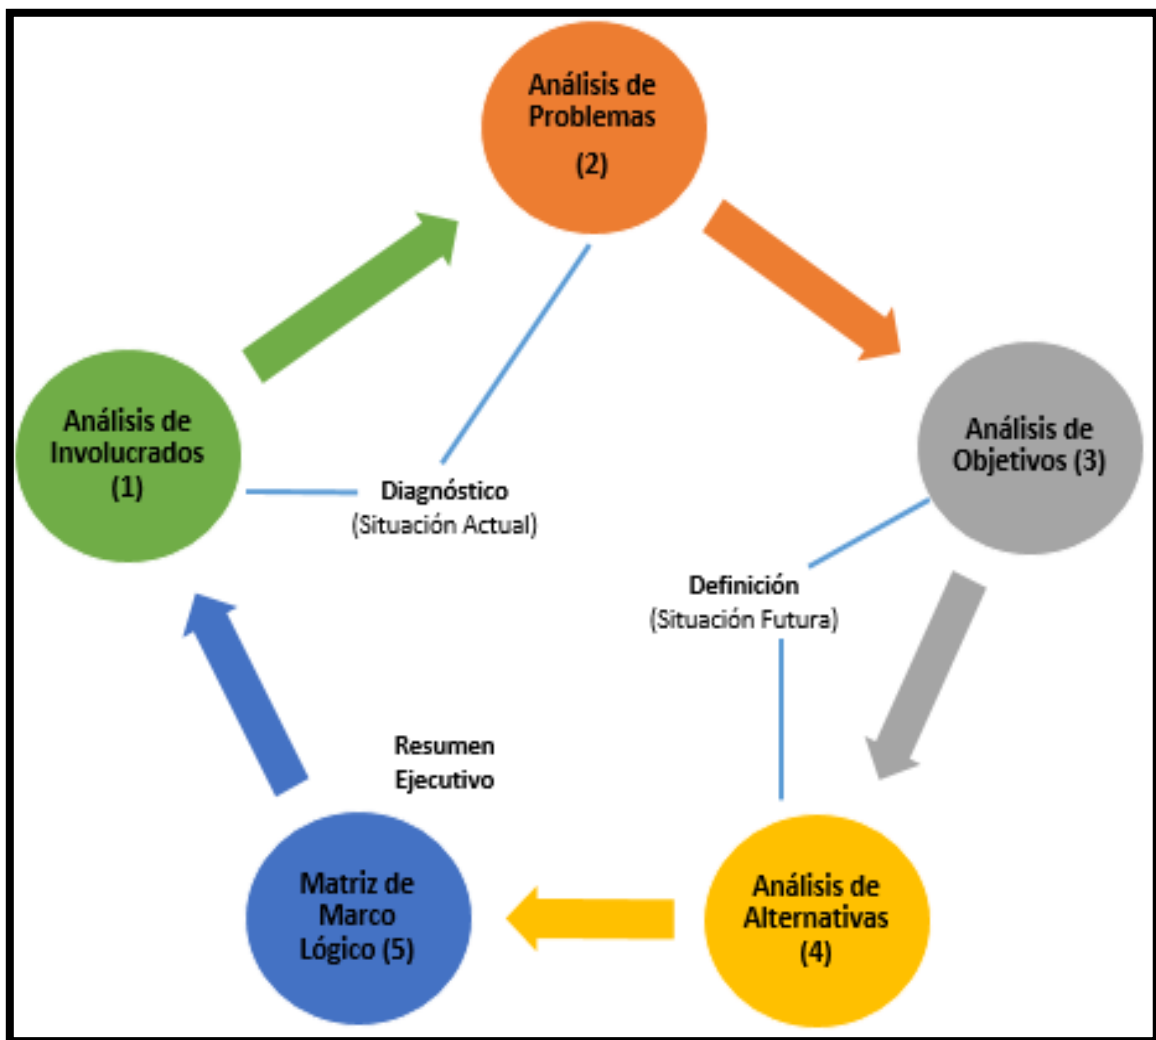 Análisis de
Problemas
(2)
Análisis de
Involucrados
(1)
Análisis de
Objetivos (3)
Diagnóstico
(Situación Actual)
Definición
(Situación Futura)
Resumen
Ejecutivo
Matriz de
Marco
Lógico (5)
Análisis de
Alternativas
(4)